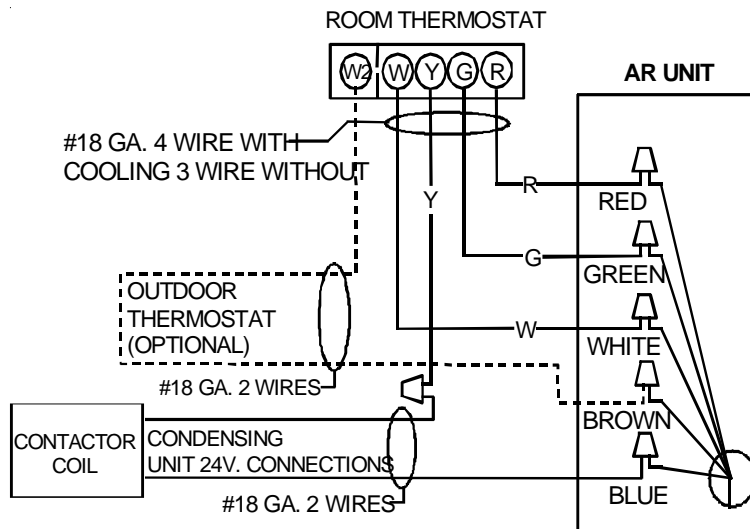 ROOM THERMOSTAT
W2 W Y G R
AR UNIT
#18 GA. 4 WIRE WITH
COOLING 3 WIRE WITHOUT
R
RED
Y
G
GREEN
OUTDOOR
THERMOSTAT
(OPTIONAL)
W
WHITE
#18 GA. 2 WIRES
BROWN
CONTACTOR
COIL
CONDENSING
UNIT 24V. CONNECTIONS
BLUE
#18 GA. 2 WIRES